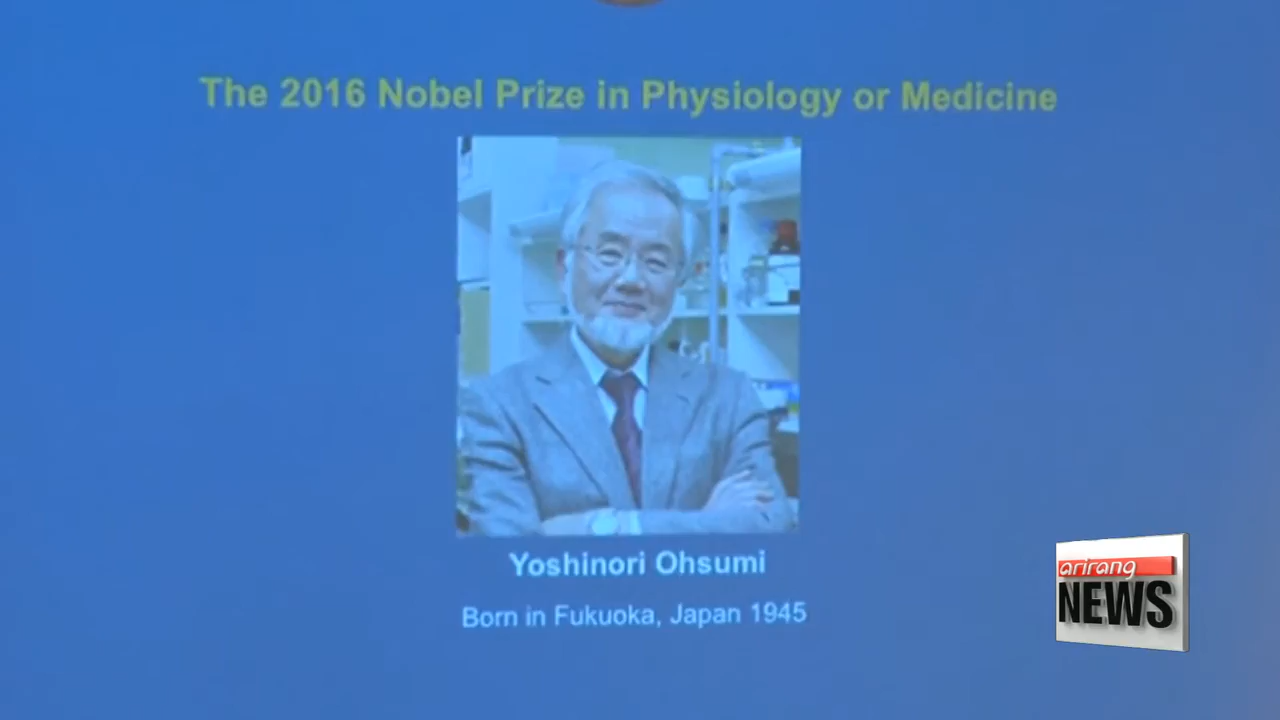 The 2016 Nobel Prize in Physiology or Medicine
Yoshinori Ohsumi
Born in Fukuoka, Japan 1945
arirang
NEWS